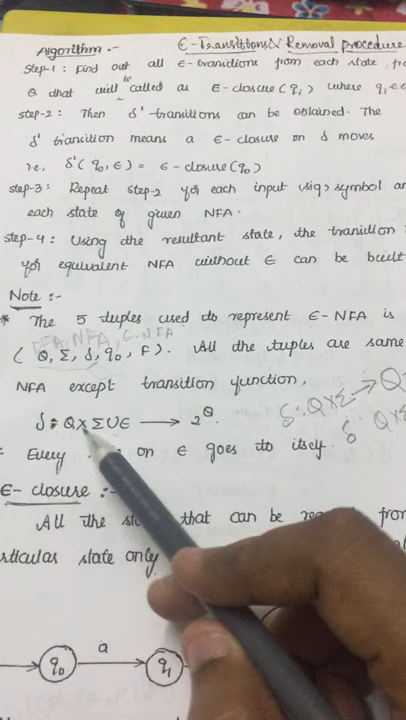 Algorithm :-
ε-Transitions Removal procedure
Step-1 : Find out all ε-transitions from each state, from
Q that will be called as ε-closure(qi) where qi ∈
step-2 : Then δ'-transitions can be obtained. The
δ' transition means a ε-closure on δ moves
i.e., δ'(q0, ε) = ε-closure(q0)
step-3 : Repeat step-2 for each input symbol
each state of given NFA.
step-4 : Using the resultant state, the
for equivalent NFA without ε can be built
Note :-
* The 5 tuples used to represent ε-NFA is
DFA, NFA, ε-NFA
(Q, Σ, δ, q0, F). All the tuples are same
NFA except transition function.
δ: Q×Σ → Q
δ : Q×Σ∪ε → 2^Q.
δ Q×Σ
Every on ε goes to itself.
ε-closure :-
All the that can be from
only
q0 a q1